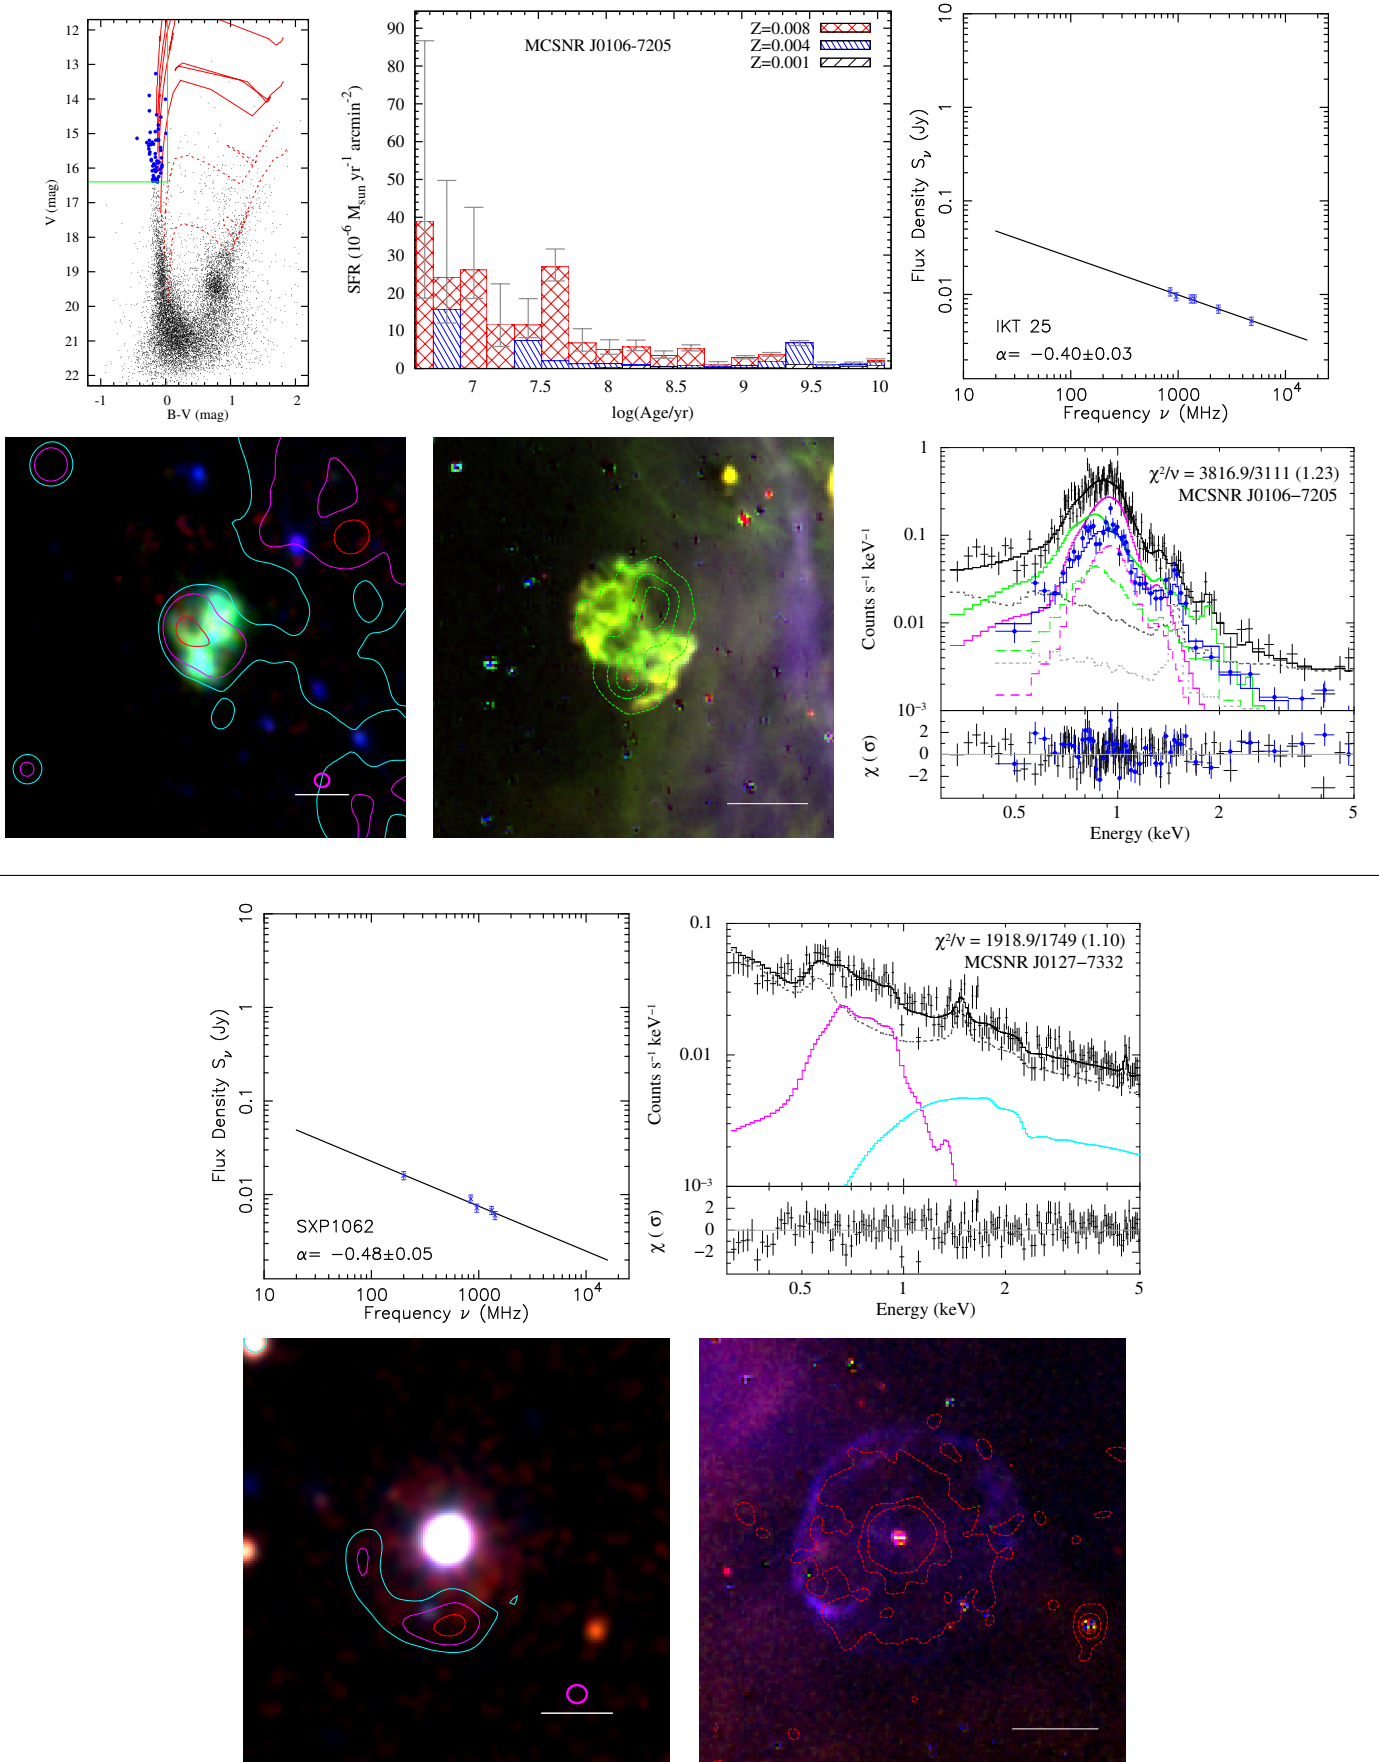 12
13
14
15
16
17
18
19
20
21
22
V (mag)
-1
0
1
2
B-V (mag)
90
80
70
60
50
40
30
20
10
0
SFR (10⁻⁶ M_sun yr⁻¹ arcmin⁻²)
MCSNR J0106-7205
Z=0.008
Z=0.004
Z=0.001
7
7.5
8
8.5
9
9.5
10
log(Age/yr)
10
1
0.1
0.01
Flux Density S_ν (Jy)
IKT 25
α= −0.40±0.03
10
100
1000
10⁴
Frequency ν (MHz)
1
0.1
0.01
10⁻³
Counts s⁻¹ keV⁻¹
χ²/ν = 3816.9/3111 (1.23)
MCSNR J0106−7205
2
0
−2
χ (σ)
0.5
1
2
5
Energy (keV)
10
1
0.1
0.01
Flux Density S_ν (Jy)
SXP1062
α= −0.48±0.05
10
100
1000
10⁴
Frequency ν (MHz)
0.1
0.01
10⁻³
Counts s⁻¹ keV⁻¹
χ²/ν = 1918.9/1749 (1.10)
MCSNR J0127−7332
2
0
−2
χ (σ)
0.5
1
2
5
Energy (keV)